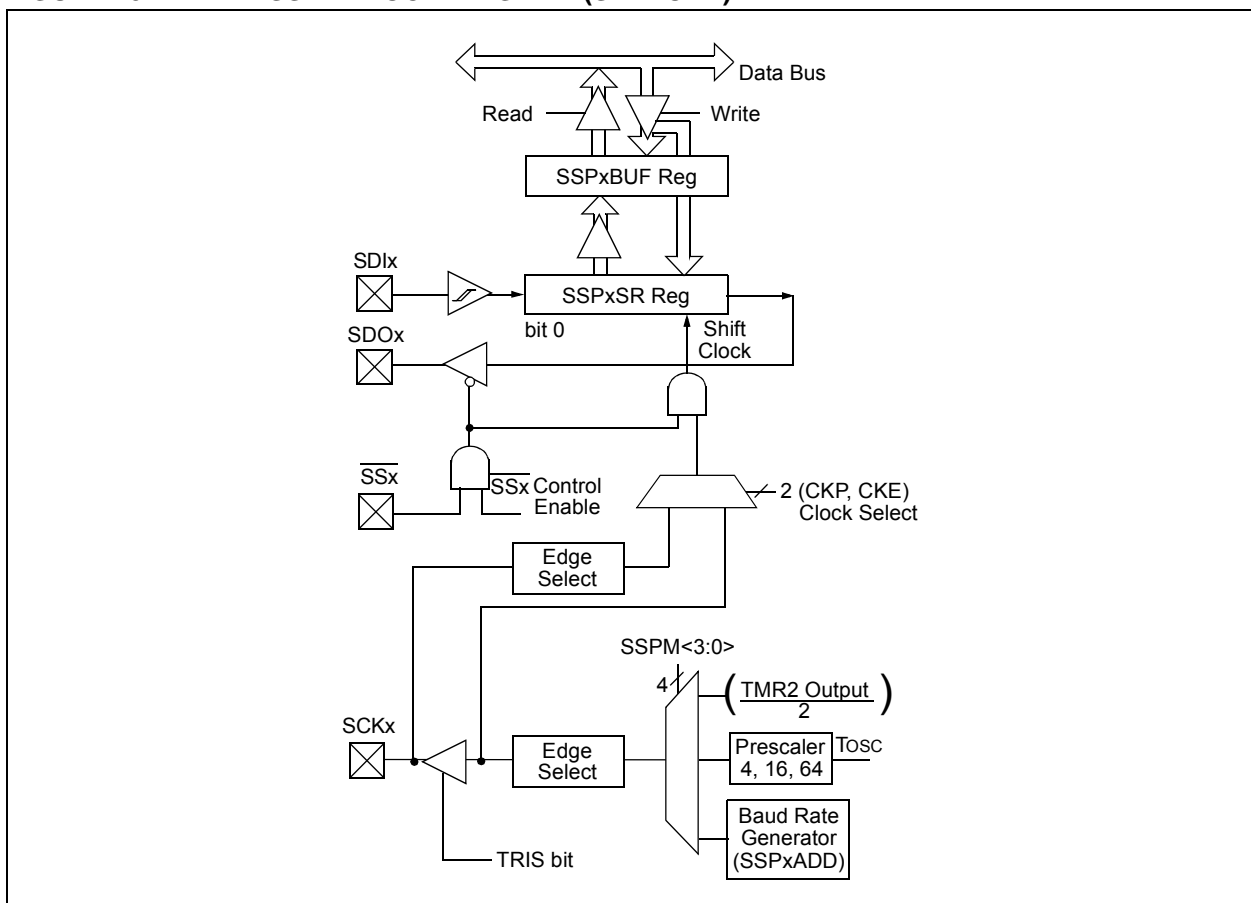 Data Bus
Read
Write
SSPxBUF Reg
SDIx
SSPxSR Reg
bit 0
Shift
Clock
SDOx
SSx
SSx Control
Enable
2 (CKP, CKE)
Clock Select
Edge
Select
SSPM<3:0>
4
(TMR2 Output
2)
SCKx
Edge
Select
Prescaler
4, 16, 64
TOSC
Baud Rate
Generator
(SSPxADD)
TRIS bit